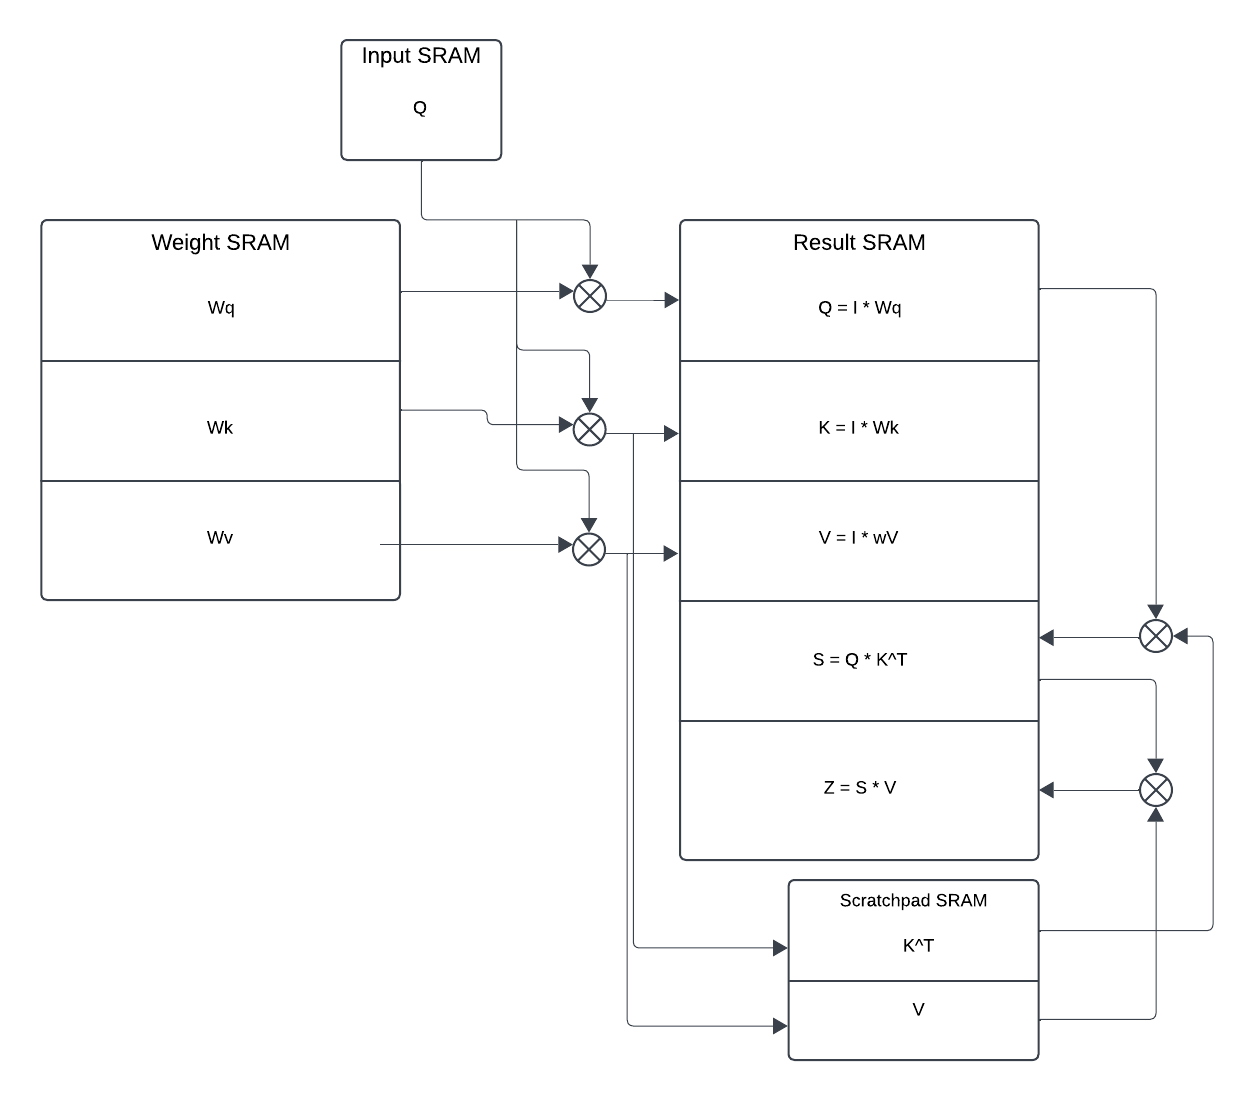 Input SRAM
Q
Weight SRAM
Wq
Wk
Wv
Result SRAM
Q = I * Wq
K = I * Wk
V = I * wV
S = Q * K^T
Z = S * V
Scratchpad SRAM
K^T
V